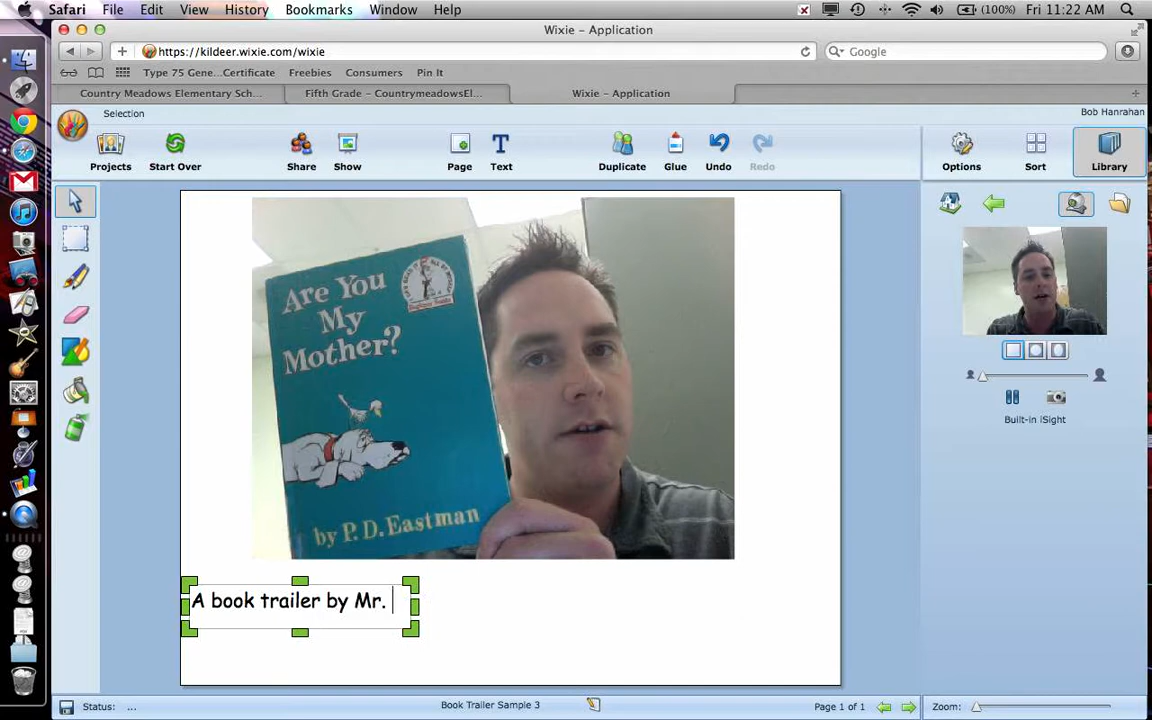 Safari File Edit View History Bookmarks Window Help (100%) Fri 11:22 AM
Wixie – Application
https://kildeer.wixie.com/wixie Google
Type 75 Gene...Certificate Freebies Consumers Pin It
Country Meadows Elementary Sch... Fifth Grade – CountrymeadowsEl... Wixie – Application
Selection Bob Hanrahan
Projects Start Over Share Show Page Text Duplicate Glue Undo Redo Options Sort Library
Are You
My
Mother?
by P.D. Eastman
Built-in iSight
A book trailer by Mr.
Status: ... Book Trailer Sample 3 Page 1 of 1 Zoom: